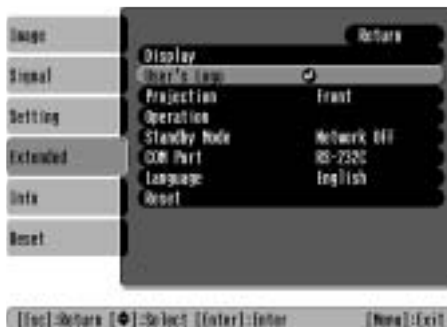 Image
Signal
Setting
Extended
Info
Reset
Return
Display
User's Logo
Projection Front
Operation
Standby Mode Network Off
COM Port RS-232C
Language English
Reset
[Esc]:Return [◆]:Select [Enter]:Enter [Menu]:Exit